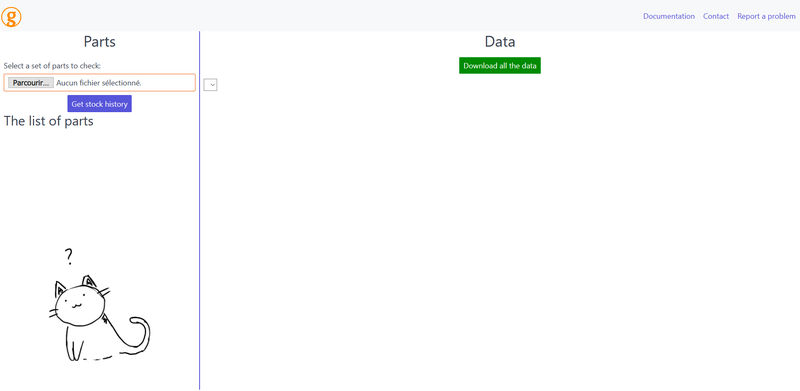 g
Documentation Contact Report a problem
Parts
Select a set of parts to check:
Parcourir... Aucun fichier sélectionné.
Get stock history
The list of parts
?
Data
Download all the data